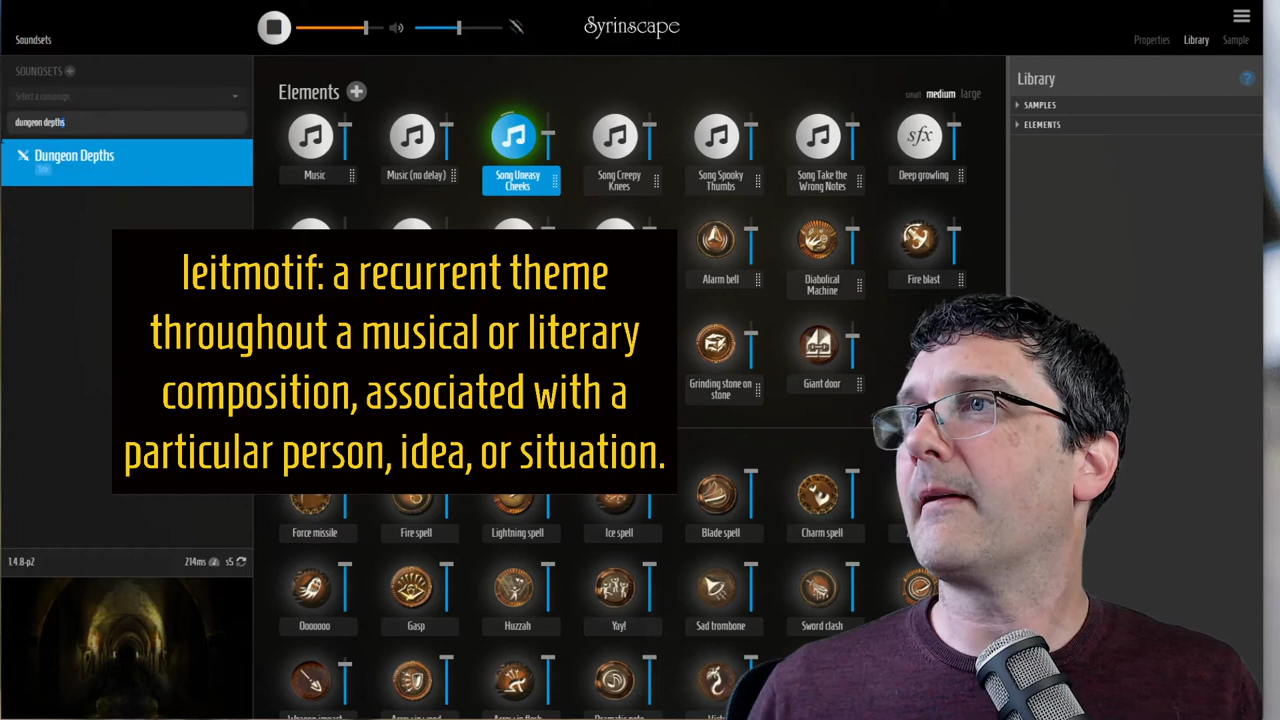 Syrinscape
Soundsets
Properties
Library
Sample
SOUNDSETS
Select a campaign
dungeon depths
Dungeon Depths
Elements
small medium large
Music
Music (no delay)
Song Uneasy
Cheeks
Song Creepy
Knees
Song Spooky
Thumbs
Song Take the
Wrong Notes
sfx
Deep growling
Library
?
SAMPLES
ELEMENTS
leitmotif: a recurrent theme
throughout a musical or literary
composition, associated with a
particular person, idea, or situation.
Alarm bell
Diabolical
Machine
Fire blast
Grinding stone on
stone
Giant door
Force missile
Fire spell
Lightning spell
Ice spell
Blade spell
Charm spell
1.4.8-p2
214ms
s5
Ooooooo
Gasp
Huzzah
Yay!
Sad trombone
Sword clash